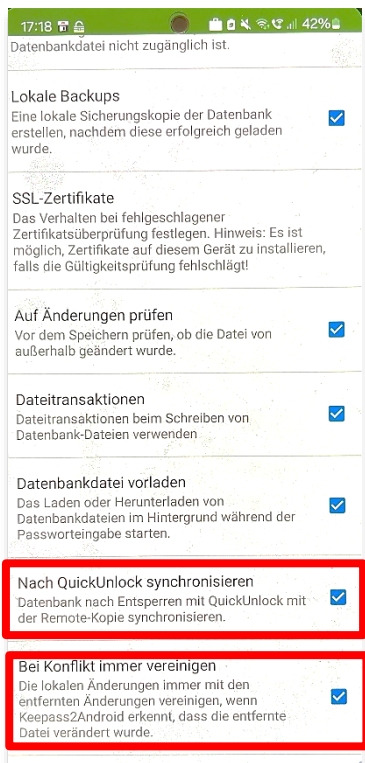 17:18 42%
Datenbankdatei nicht zugänglich ist.
Lokale Backups
Eine lokale Sicherungskopie der Datenbank
erstellen, nachdem diese erfolgreich geladen
wurde.
SSL-Zertifikate
Das Verhalten bei fehlgeschlagener
Zertifikatsüberprüfung festlegen. Hinweis: Es ist
möglich, Zertifikate auf diesem Gerät zu installieren,
falls die Gültigkeitsprüfung fehlschlägt!
Auf Änderungen prüfen
Vor dem Speichern prüfen, ob die Datei von
außerhalb geändert wurde.
Dateitransaktionen
Dateitransaktionen beim Schreiben von
Datenbank-Dateien verwenden
Datenbankdatei vorladen
Das Laden oder Herunterladen von
Datenbankdateien im Hintergrund während der
Passworteingabe starten.
Nach QuickUnlock synchronisieren
Datenbank nach Entsperren mit QuickUnlock mit
der Remote-Kopie synchronisieren.
Bei Konflikt immer vereinigen
Die lokalen Änderungen immer mit den
entfernten Änderungen vereinigen, wenn
Keepass2Android erkennt, dass die entfernte
Datei verändert wurde.